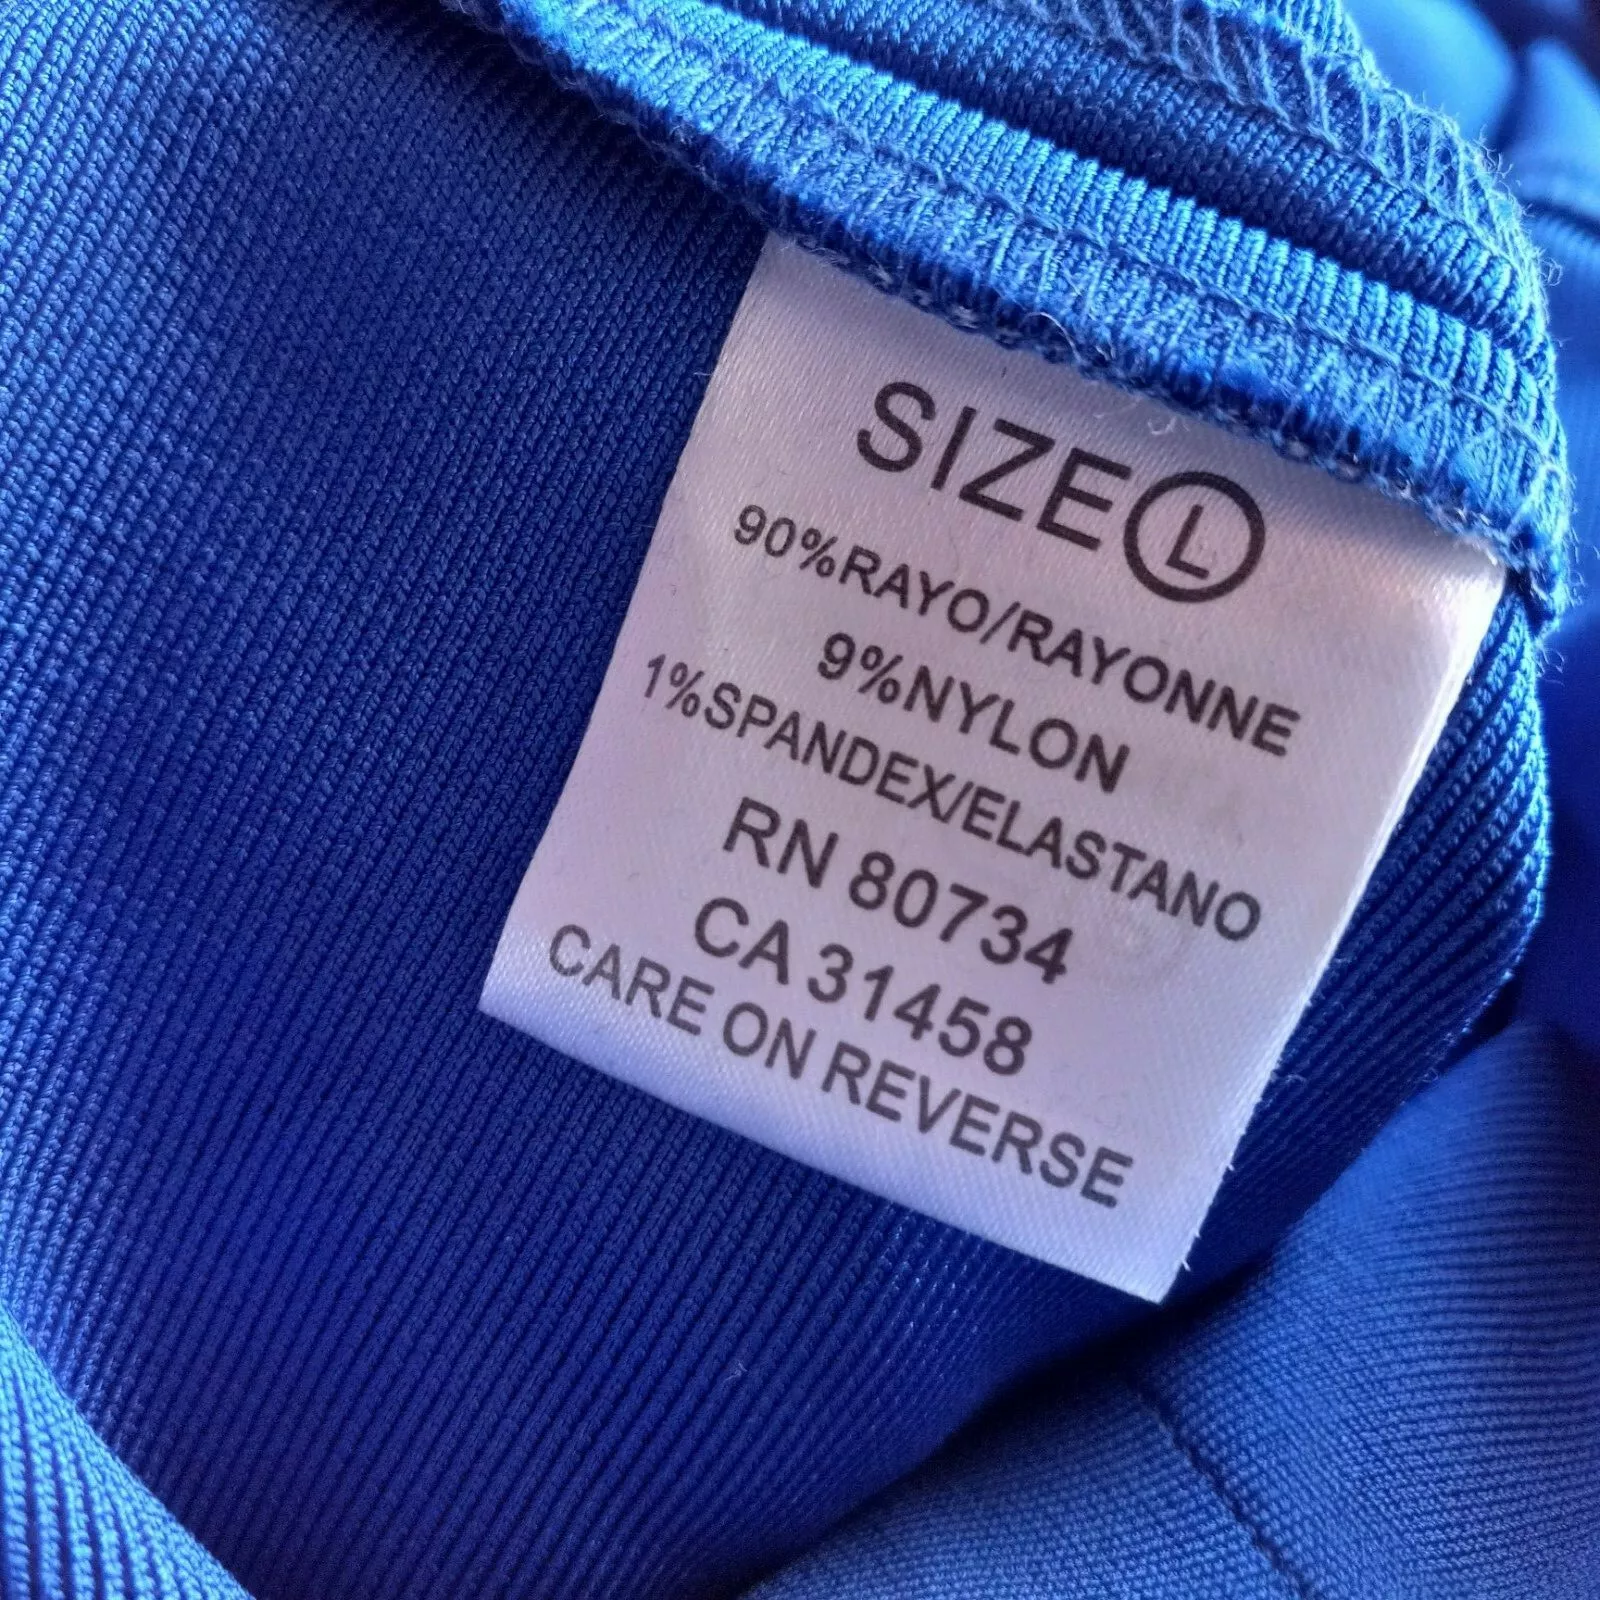 SIZE L
90%RAYO/RAYONNE
9%NYLON
1%SPANDEX/ELASTANO
RN 80734
CA 31458
CARE ON REVERSE